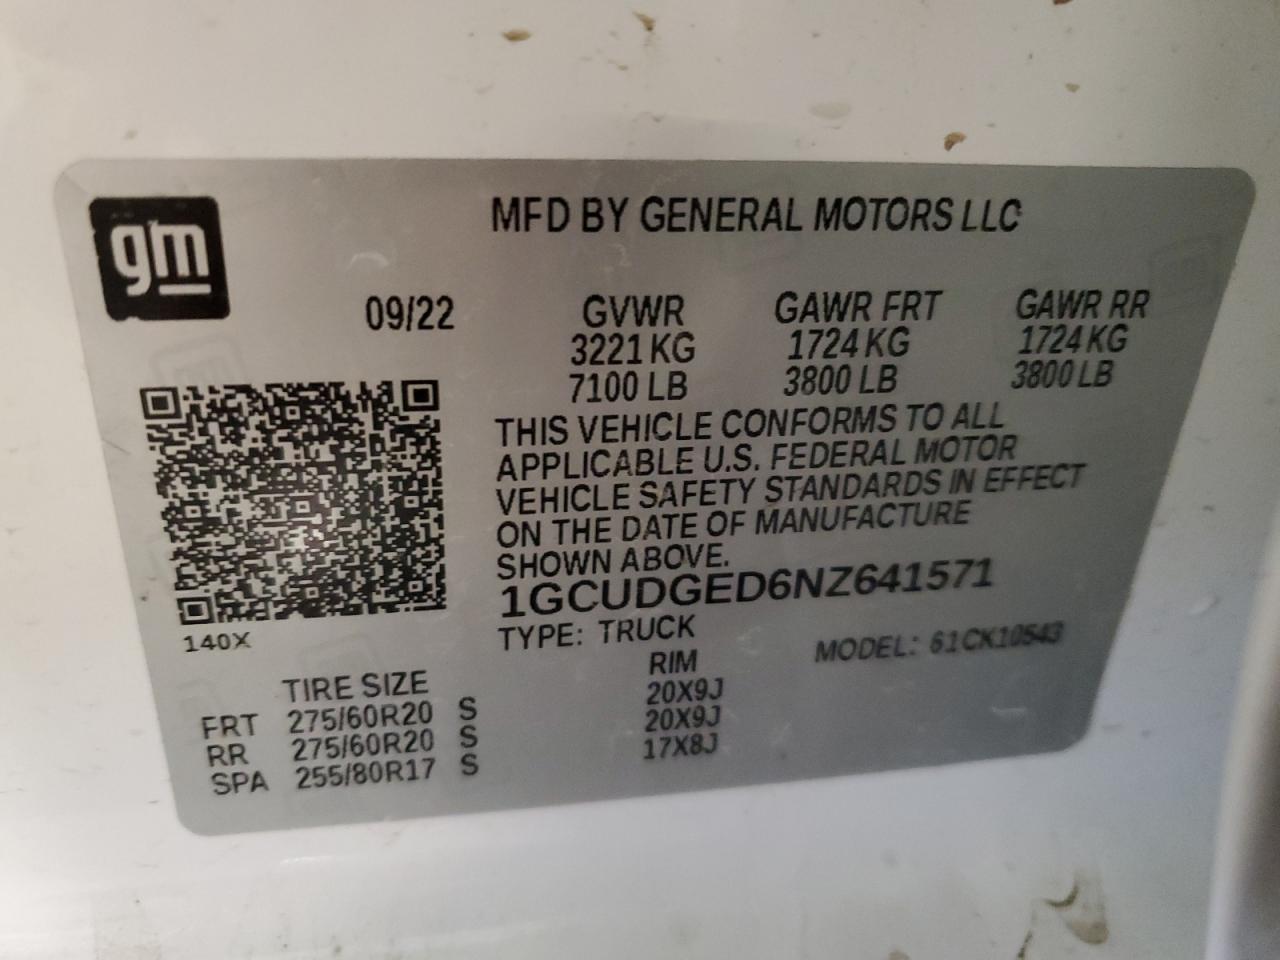 gm
MFD BY GENERAL MOTORS LLC
09/22 GVWR GAWR FRT GAWR RR
3221 KG 1724 KG 1724 KG
7100 LB 3800 LB 3800 LB
THIS VEHICLE CONFORMS TO ALL
APPLICABLE U.S. FEDERAL MOTOR
VEHICLE SAFETY STANDARDS IN EFFECT
ON THE DATE OF MANUFACTURE
SHOWN ABOVE.
1GCUDGED6NZ641571
140X
TYPE: TRUCK MODEL: 61CK10543
TIRE SIZE RIM
FRT 275/60R20 S 20X9J
RR 275/60R20 S 20X9J
SPA 255/80R17 S 17X8J